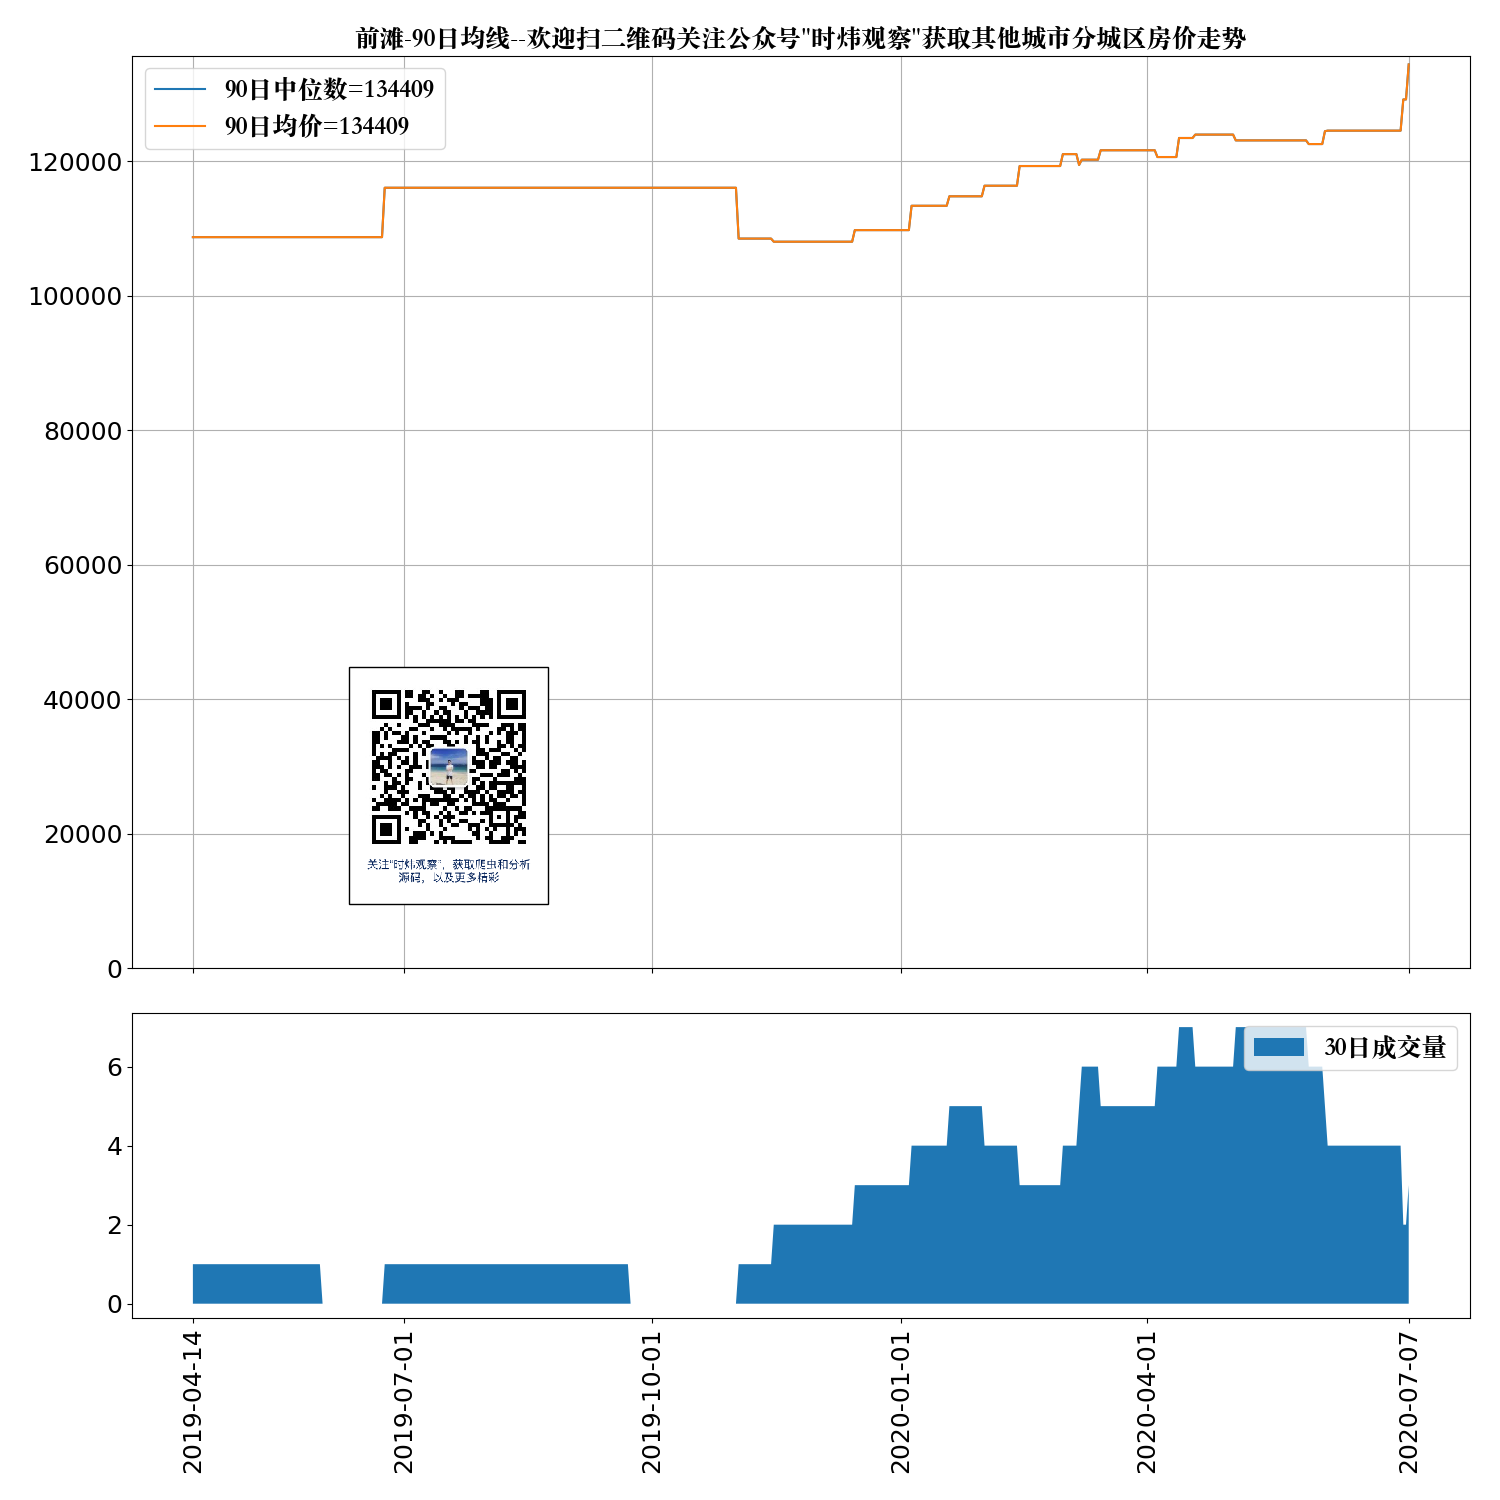 前滩-90日均线--欢迎扫二维码关注公众号"时炜观察"获取其他城市分城区房价走势
90日中位数=134409
90日均价=134409
120000
100000
80000
60000
40000
20000
0
关注“时炜观察”，获取爬虫和分析
源码，以及更多精彩
30日成交量
6
4
2
0
2019-04-14
2019-07-01
2019-10-01
2020-01-01
2020-04-01
2020-07-07